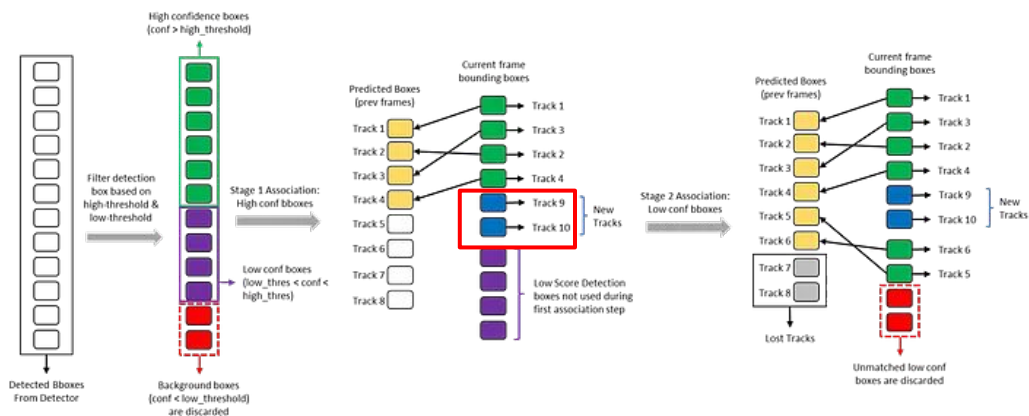 High confidence boxes
(conf > high_threshold)
Filter detection
box based on
high-threshold &
low-threshold
Detected Bboxes
From Detector
Low conf boxes
(low_thres < conf <
high_thres)
Background boxes
(conf < low_threshold)
are discarded
Stage 1 Association:
High conf bboxes
Predicted Boxes
(prev frames)
Track 1
Track 2
Track 3
Track 4
Track 5
Track 6
Track 7
Track 8
Current frame
bounding boxes
Track 1
Track 3
Track 2
Track 4
Track 9
Track 10
New
Tracks
Low Score Detection
boxes not used during
first association step
Stage 2 Association:
Low conf bboxes
Predicted Boxes
(prev frames)
Track 1
Track 2
Track 3
Track 4
Track 5
Track 6
Track 7
Track 8
Lost Tracks
Current frame
bounding boxes
Track 1
Track 3
Track 2
Track 4
Track 9
Track 10
New
Tracks
Track 6
Track 5
Unmatched low conf
boxes are discarded